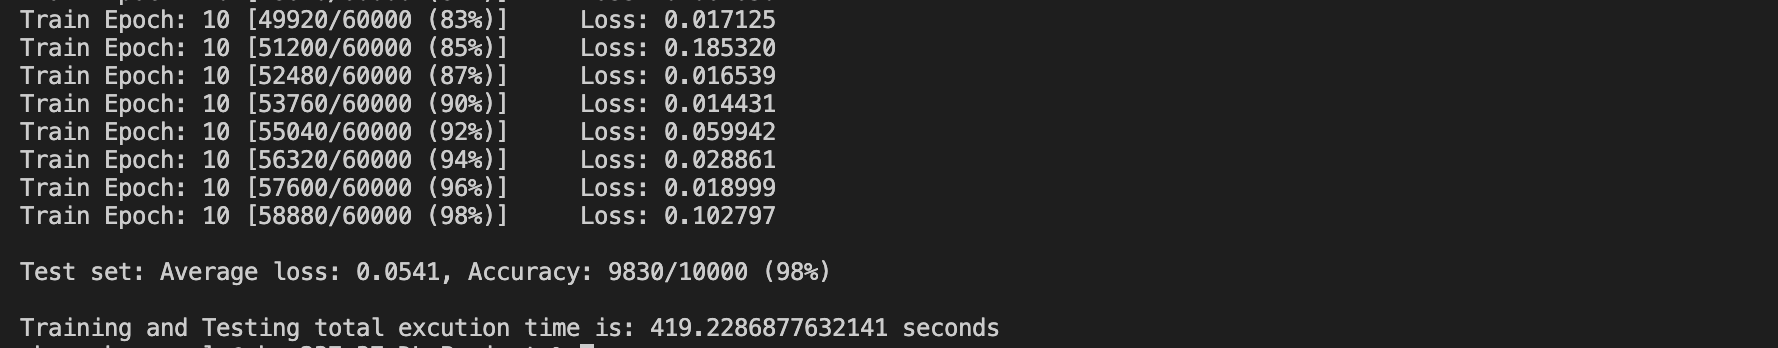 Train Epoch: 10 [49920/60000 (83%)] Loss: 0.017125
Train Epoch: 10 [51200/60000 (85%)] Loss: 0.185320
Train Epoch: 10 [52480/60000 (87%)] Loss: 0.016539
Train Epoch: 10 [53760/60000 (90%)] Loss: 0.014431
Train Epoch: 10 [55040/60000 (92%)] Loss: 0.059942
Train Epoch: 10 [56320/60000 (94%)] Loss: 0.028861
Train Epoch: 10 [57600/60000 (96%)] Loss: 0.018999
Train Epoch: 10 [58880/60000 (98%)] Loss: 0.102797
Test set: Average loss: 0.0541, Accuracy: 9830/10000 (98%)
Training and Testing total excution time is: 419.2286877632141 seconds